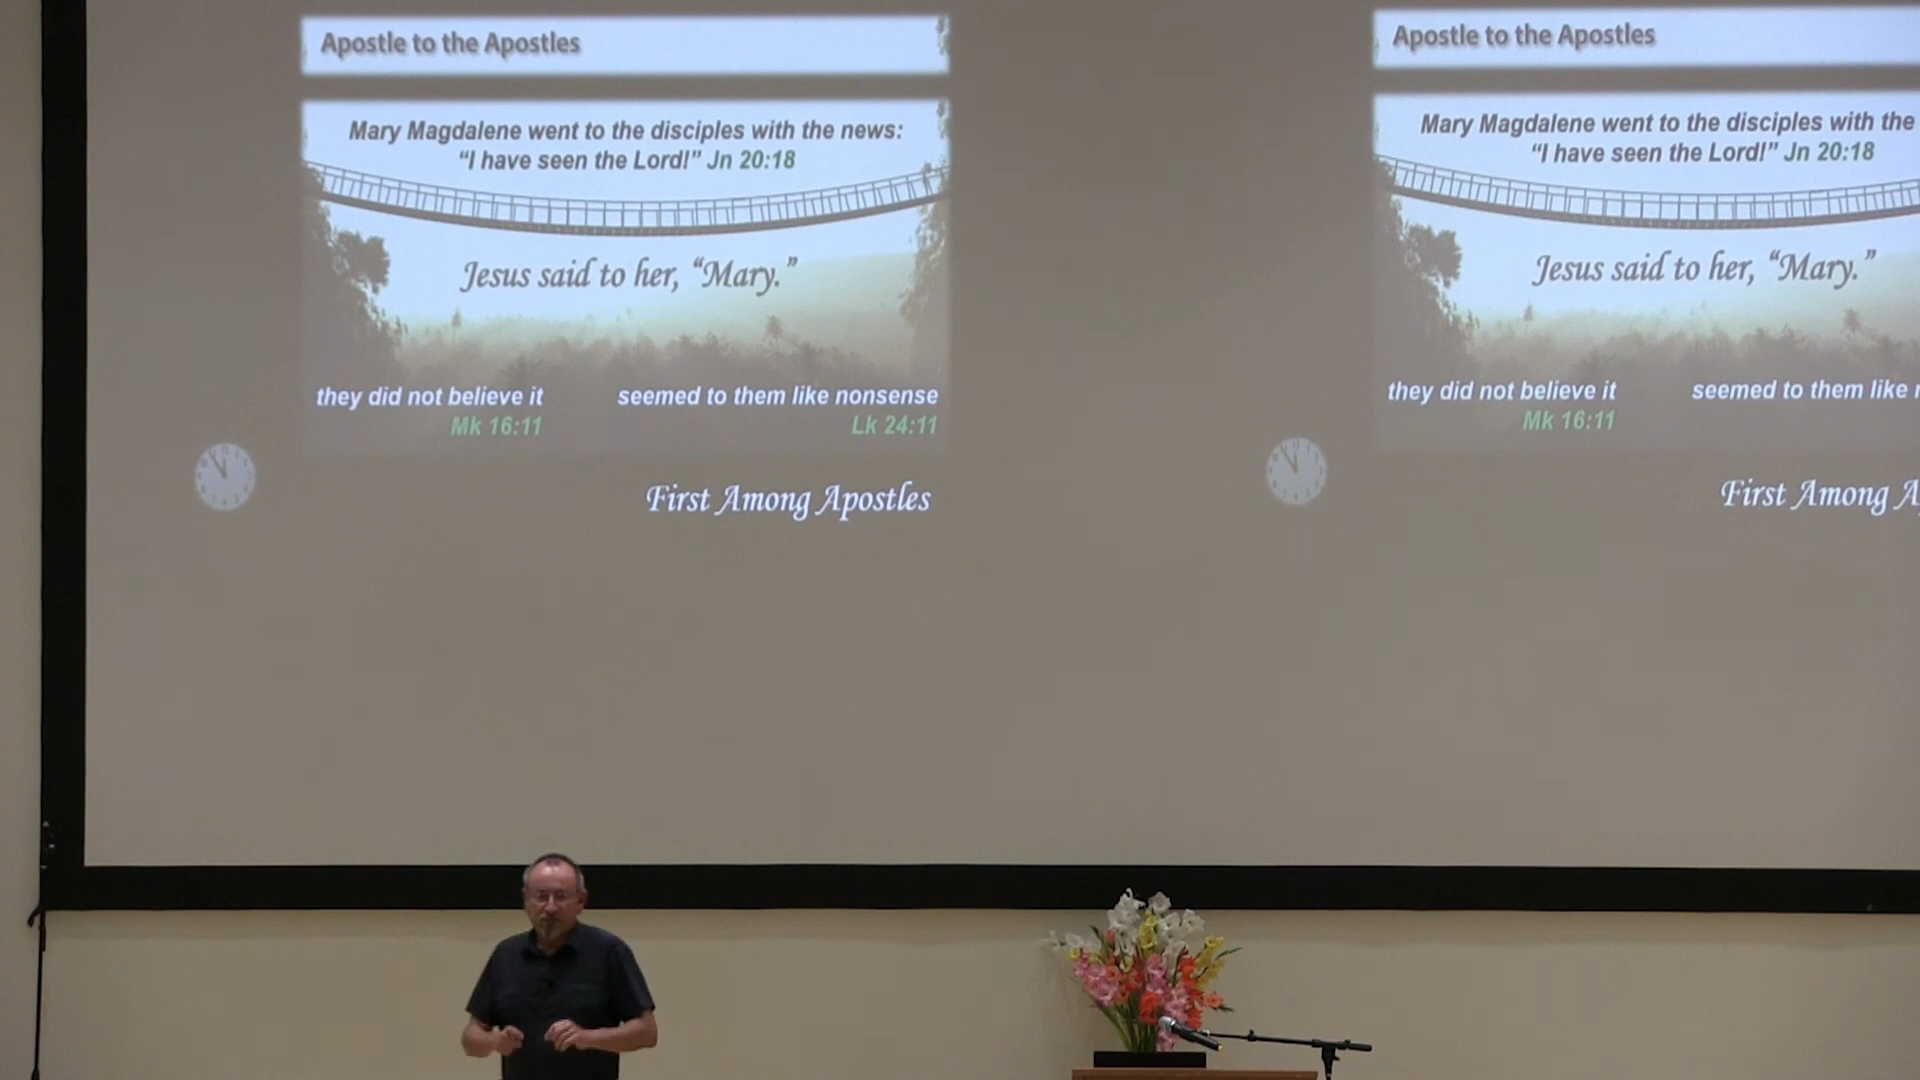 Apostle to the Apostles
Mary Magdalene went to the disciples with the news:
“I have seen the Lord!” Jn 20:18
Jesus said to her, “Mary.”
they did not believe it
Mk 16:11
seemed to them like nonsense
Lk 24:11
First Among Apostles
Apostle to the Apostles
Mary Magdalene went to the disciples with the
“I have seen the Lord!” Jn 20:18
Jesus said to her, “Mary.”
they did not believe it
Mk 16:11
seemed to them like
First Among